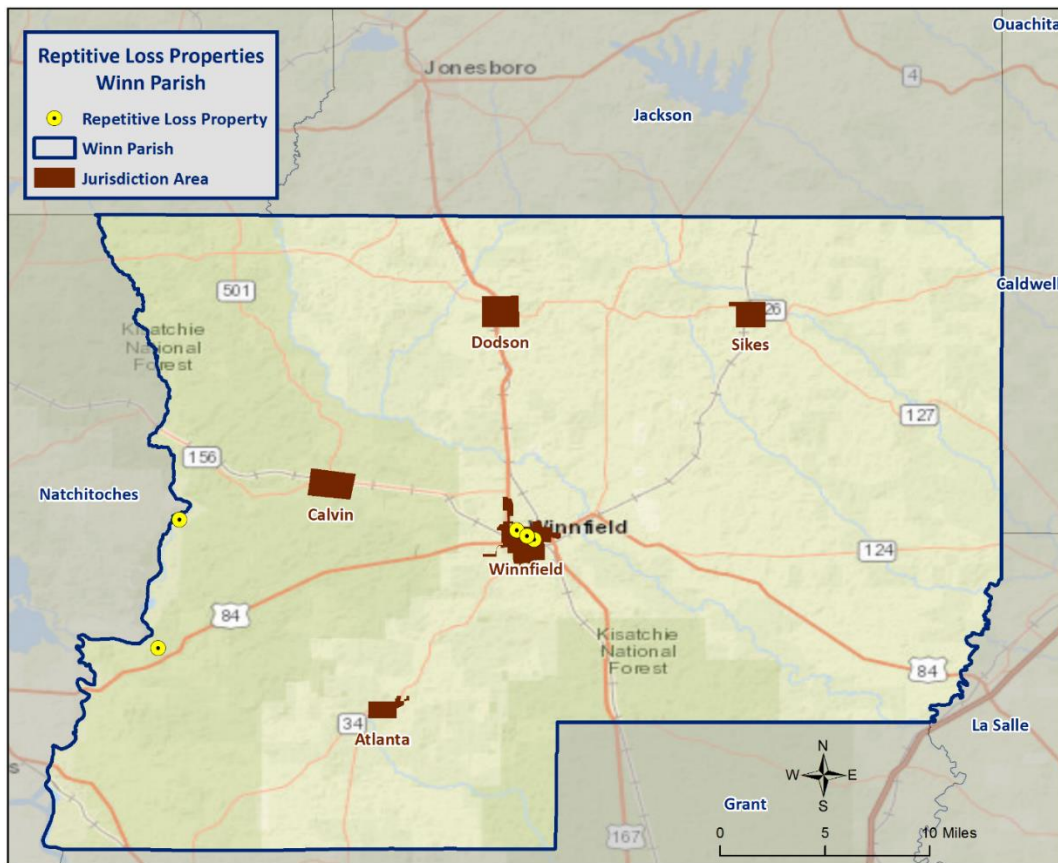 Ouachita
Reptitive Loss Properties
Winn Parish
Repetitive Loss Property
Winn Parish
Jurisdiction Area
Jonesboro
4
Jackson
501
Caldwell
26
Kisatchie
National
Forest
Dodson
Sikes
127
156
Natchitoches
Calvin
Winnfield
Winnfield
124
84
Kisatchie
National
Forest
84
34
Atlanta
La Salle
N
W E
S
Grant
167
0 5 10 Miles